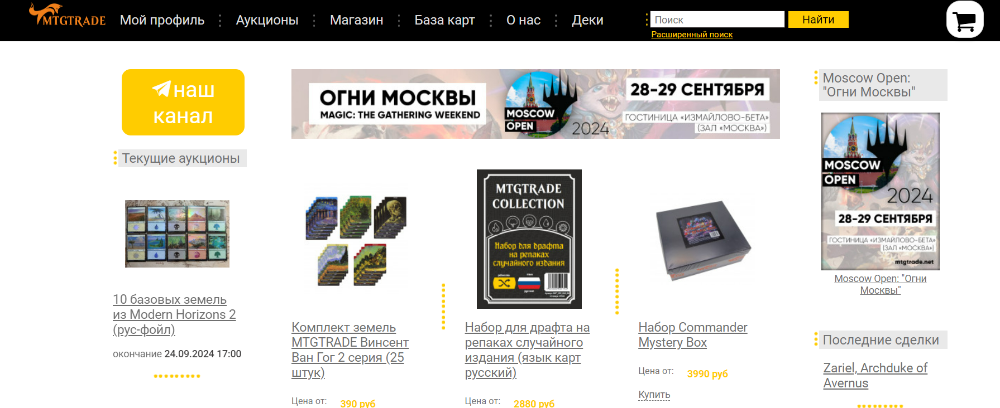 MTGTRADE
Мой профиль
Аукционы
Магазин
База карт
О нас
Деки
Поиск
Найти
Расширенный поиск
наш
канал
Текущие аукционы
10 базовых земель
из Modern Horizons 2
(рус-фойл)
окончание 24.09.2024 17:00
ОГНИ МОСКВЫ
MAGIC: THE GATHERING WEEKEND
MOSCOW
OPEN
2024
28-29 СЕНТЯБРЯ
ГОСТИНИЦА «ИЗМАЙЛОВО-БЕТА»
(ЗАЛ «МОСКВА»)
Комплект земель
MTGTRADE Винсент
Ван Гог 2 серия (25
штук)
Цена от: 390 руб
MTGTRADE
COLLECTION
Набор для драфта
на репаках
случайного издания
русский
Набор для драфта на
репаках случайного
издания (язык карт
русский)
Цена от: 2880 руб
Набор Commander
Mystery Box
Цена от: 3990 руб
Купить
Moscow Open:
"Огни Москвы"
MOSCOW
OPEN
2024
28-29 СЕНТЯБРЯ
ГОСТИНИЦА «ИЗМАЙЛОВО-БЕТА»
(ЗАЛ «МОСКВА»)
mtgtrade.net
Moscow Open: "Огни
Москвы"
Последние сделки
Zariel, Archduke of
Avernus